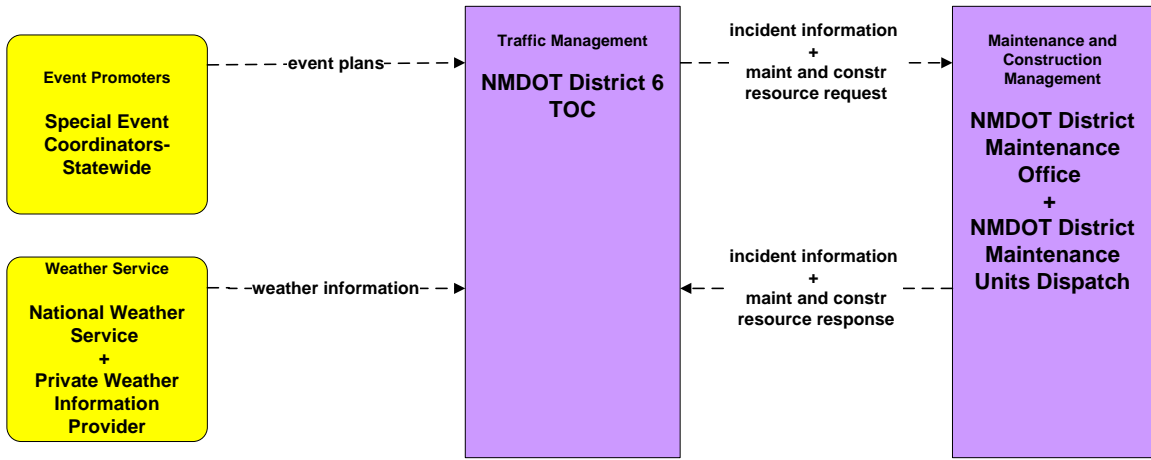 Event Promoters
Special Event
Coordinators-
Statewide
event plans
Traffic Management
NMDOT District 6
TOC
incident information
+
maint and constr
resource request
Maintenance and
Construction
Management
NMDOT District
Maintenance
Office
+
NMDOT District
Maintenance
Units Dispatch
Weather Service
National Weather
Service
+
Private Weather
Information
Provider
weather information
incident information
+
maint and constr
resource response